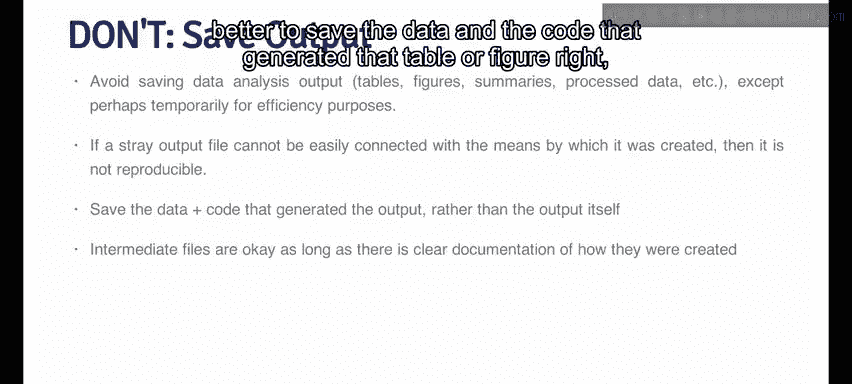 DON'T: Save Output
better to save the data and the code that
generated that table or figure right,
· Avoid saving data analysis output (tables, figures, summaries, processed data, etc.), except
perhaps temporarily for efficiency purposes.
· If a stray output file cannot be easily connected with the means by which it was created, then it is
not reproducible.
· Save the data + code that generated the output, rather than the output itself
· Intermediate files are okay as long as there is clear documentation of how they were created